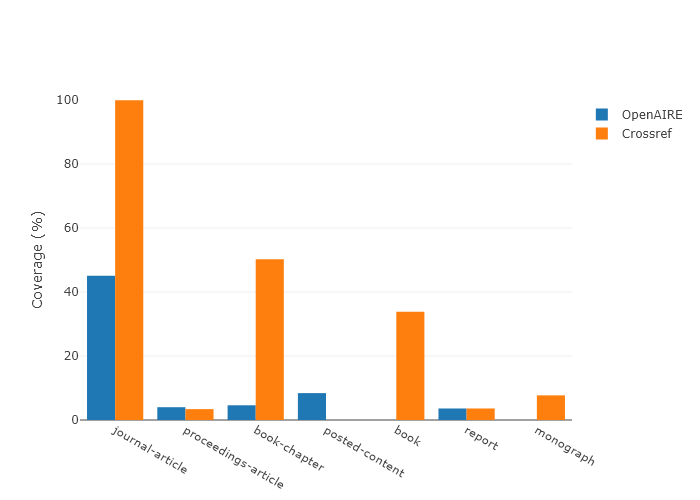 100
80
60
40
20
0
Coverage (%)
journal-article
proceedings-article
book-chapter
posted-content
book
report
monograph
OpenAIRE
Crossref